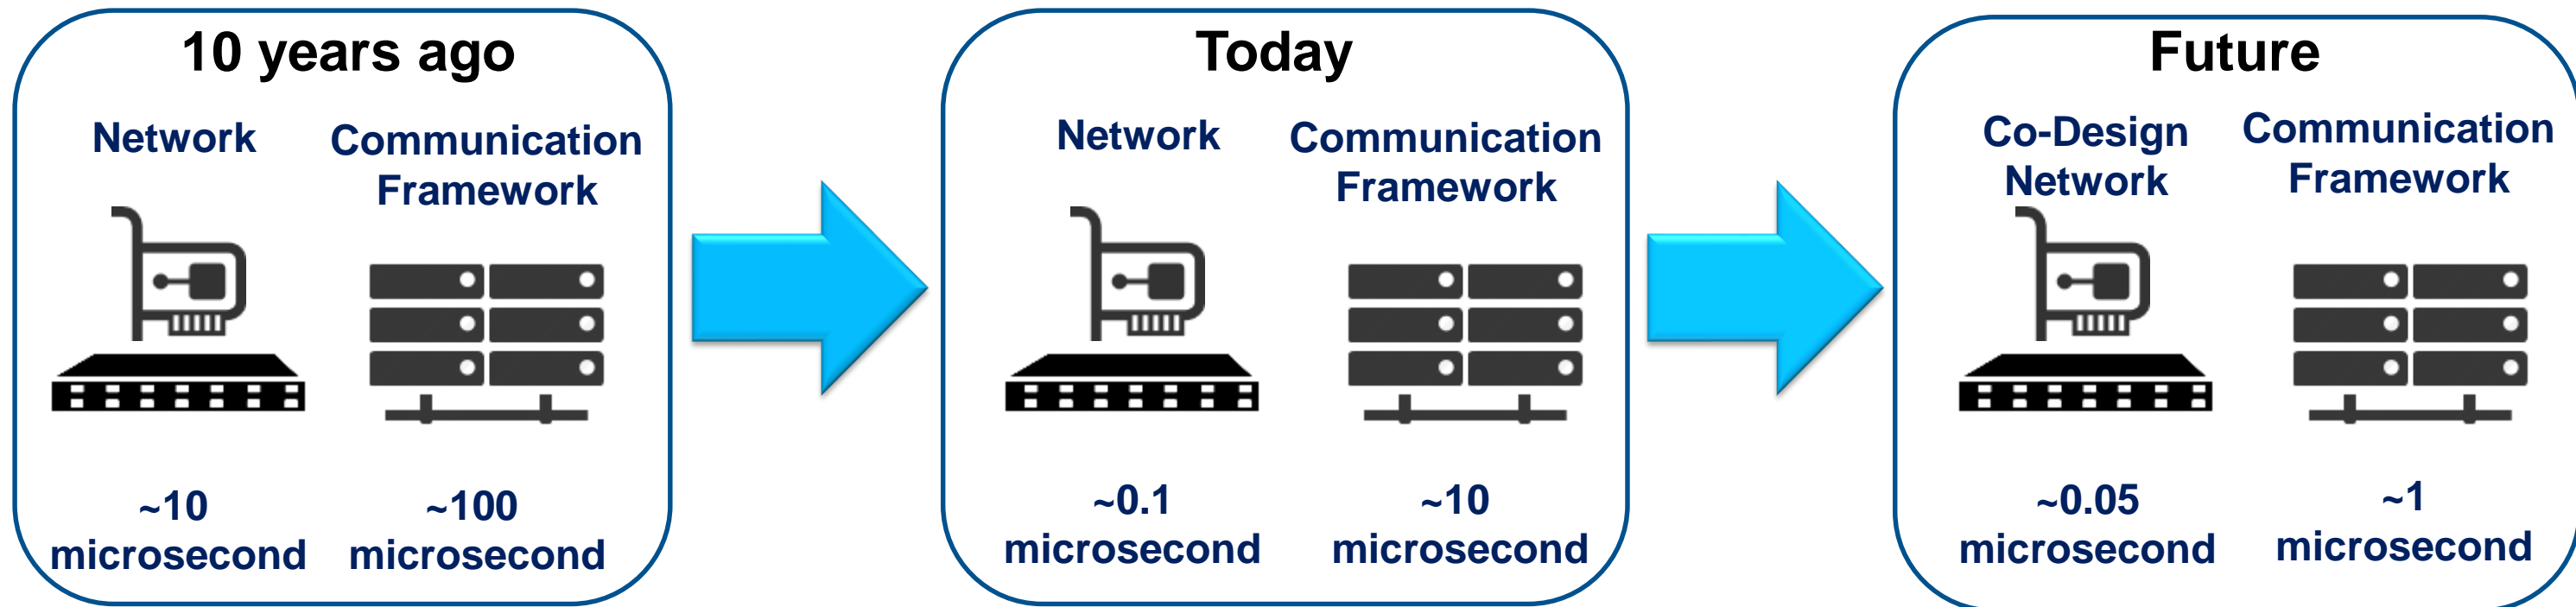 10 years ago
Network
Communication
Framework
~10
microsecond
~100
microsecond
Today
Network
Communication
Framework
~0.1
microsecond
~10
microsecond
Future
Co-Design
Network
Communication
Framework
~0.05
microsecond
~1
microsecond